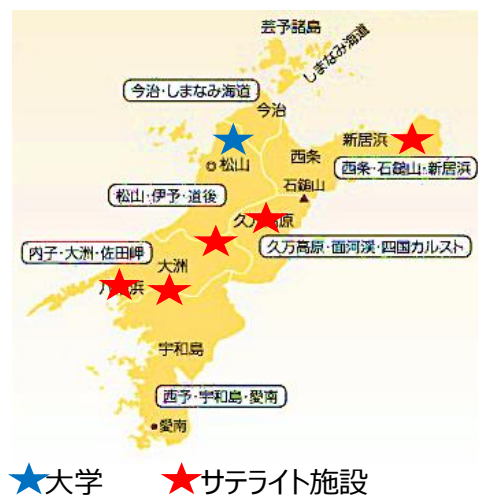 芸予諸島
しまなみ海道
今治・しまなみ海道
今治
新居浜
西条
松山
西条・石鎚山・新居浜
石鎚山
松山・伊予・道後
久万高原
内子・大洲・佐田岬
久万高原・面河渓・四国カルスト
大洲
八幡浜
宇和島
西予・宇和島・愛南
愛南
大学 サテライト施設